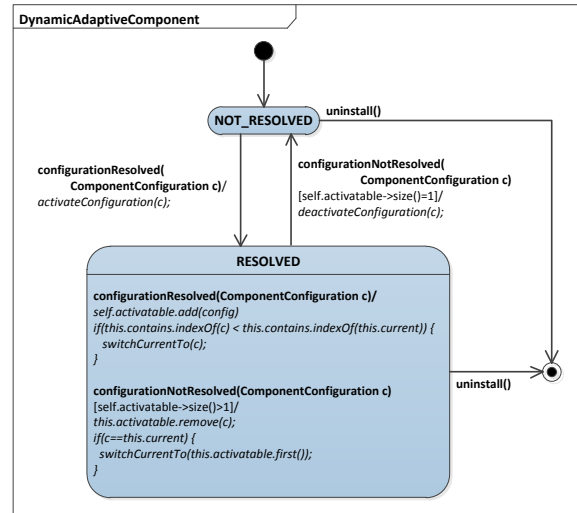 DynamicAdaptiveComponent
NOT_RESOLVED
uninstall()
configurationResolved(
ComponentConfiguration c)/
activateConfiguration(c);
configurationNotResolved(
ComponentConfiguration c)
[self.activatable->size()=1]/
deactivateConfiguration(c);
RESOLVED
configurationResolved(ComponentConfiguration c)/
self.activatable.add(config)
if(this.contains.indexOf(c) < this.contains.indexOf(this.current)) {
switchCurrentTo(c);
}
configurationNotResolved(ComponentConfiguration c)
[self.activatable->size()>1]/
this.activatable.remove(c);
if(c==this.current) {
switchCurrentTo(this.activatable.first());
}
uninstall()